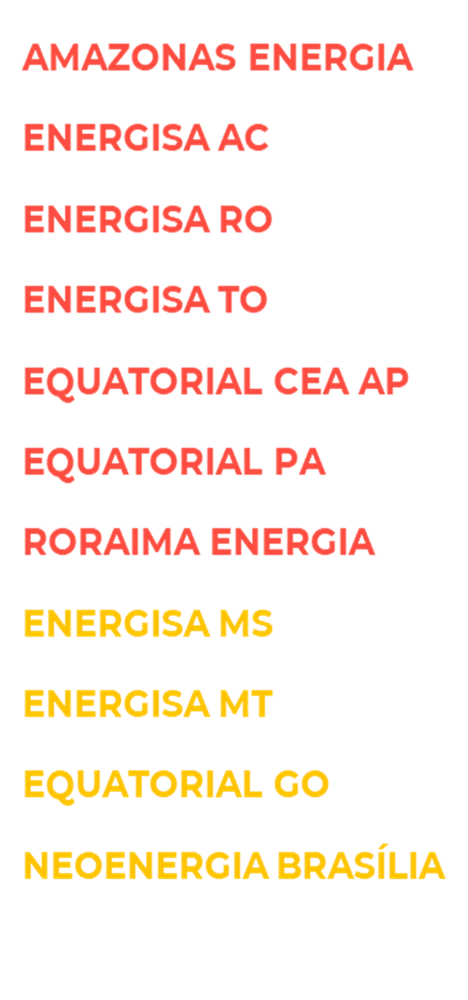 AMAZONAS ENERGIA
ENERGISA AC
ENERGISA RO
ENERGISA TO
EQUATORIAL CEA AP
EQUATORIAL PA
RORAIMA ENERGIA
ENERGISA MS
ENERGISA MT
EQUATORIAL GO
NEOENERGIA BRASÍLIA